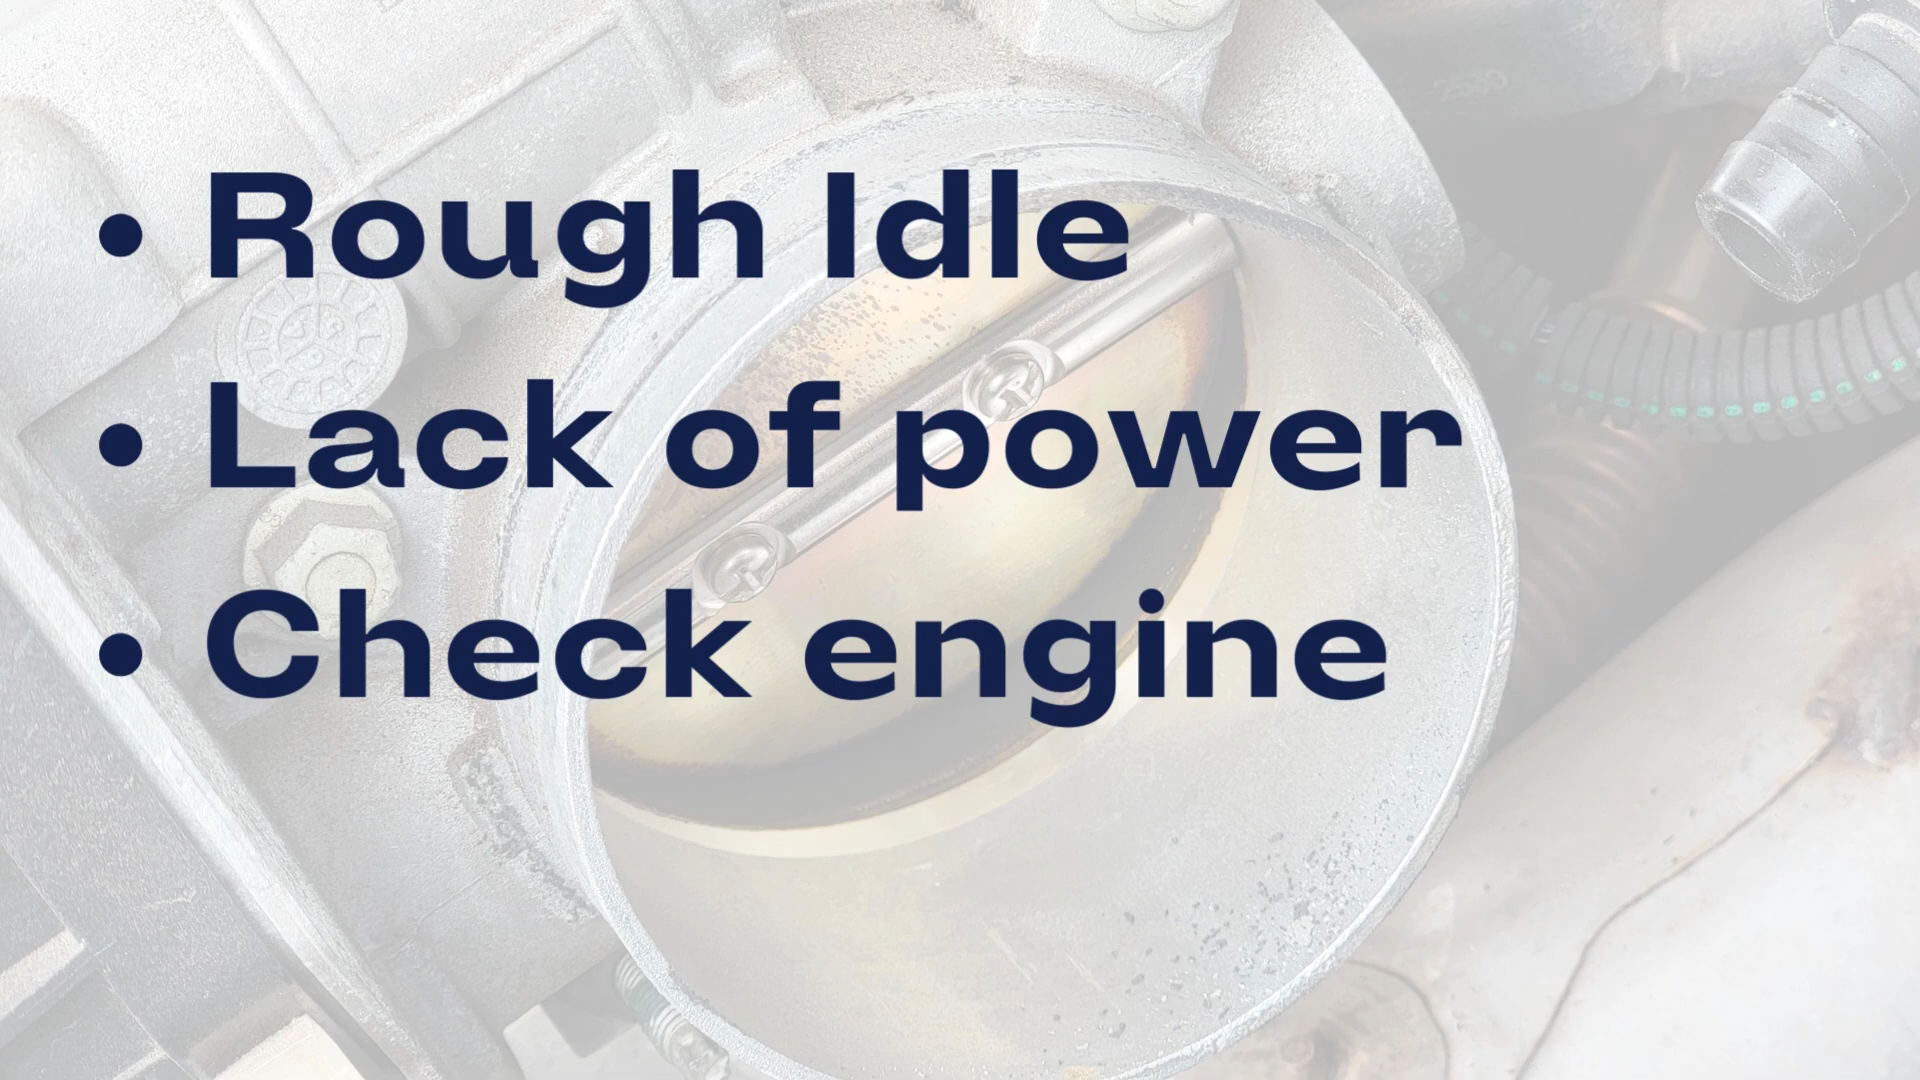 • Rough Idle
• Lack of power
• Check engine